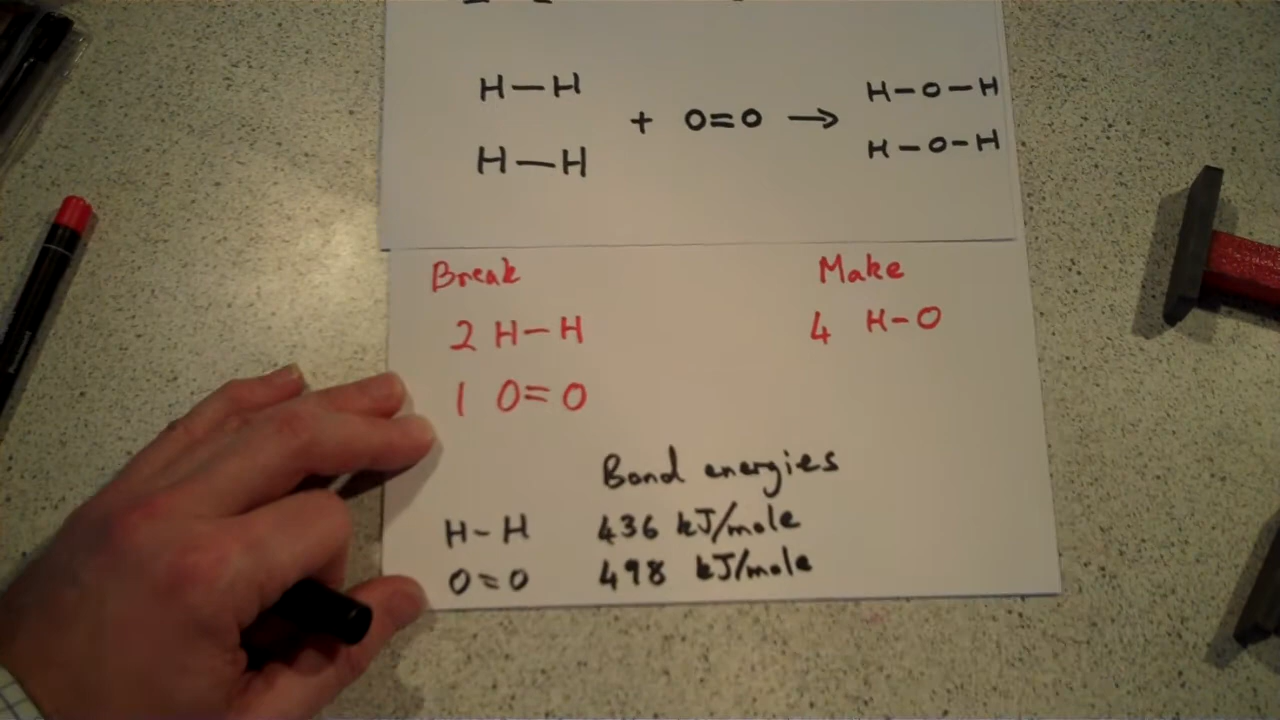 H—H
H—H
+ O=O →
H-O-H
H-O-H
Break
2 H-H
1 O=O
Make
4 H-O
Bond energies
H-H 436 kJ/mole
O=O 498 kJ/mole